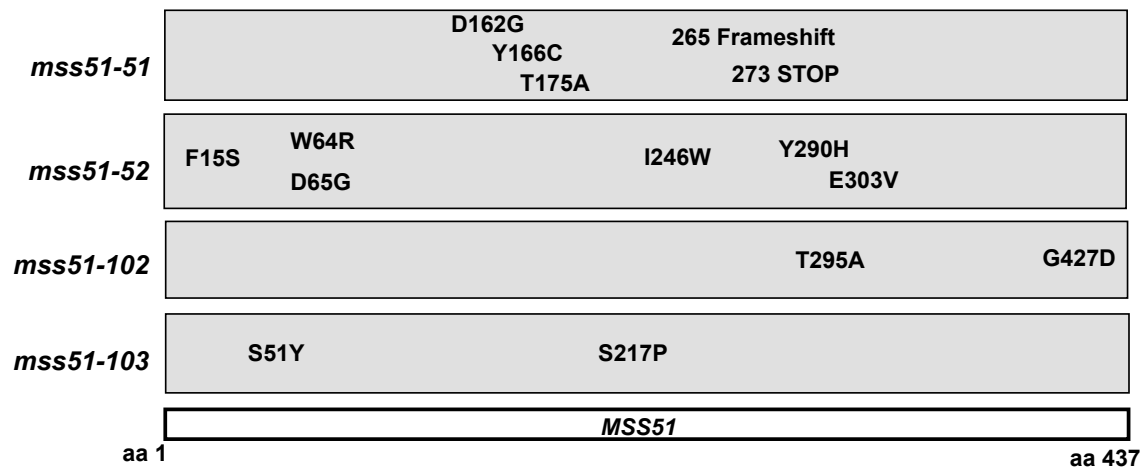 D162G
mss51-51
Y166C
265 Frameshift
T175A
273 STOP
mss51-52
F15S
W64R
D65G
I246W
Y290H
E303V
mss51-102
T295A
G427D
mss51-103
S51Y
S217P
MSS51
aa 1
aa 437